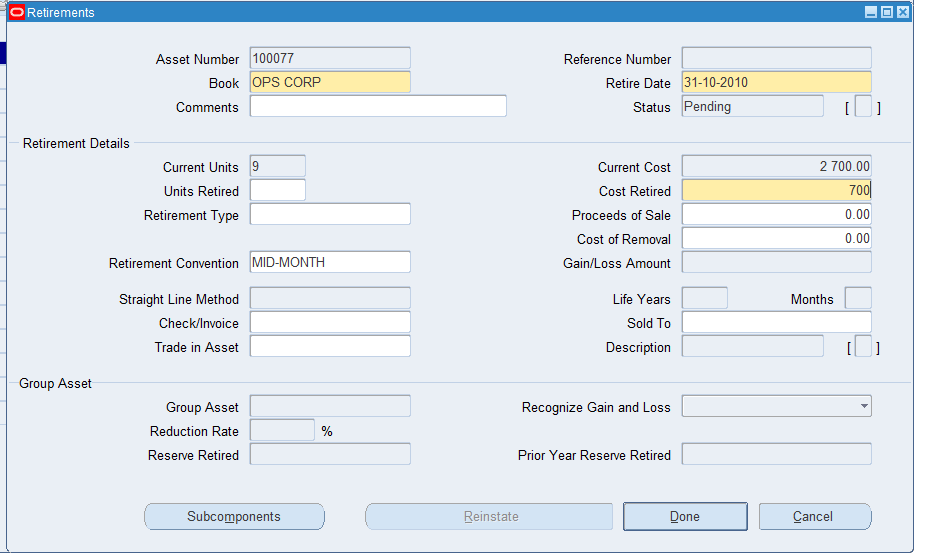 Retirements
Asset Number 100077 Reference Number
Book OPS CORP Retire Date 31-10-2010
Comments Status Pending [ ]
Retirement Details
Current Units 9 Current Cost 2 700.00
Units Retired Cost Retired 700
Retirement Type Proceeds of Sale 0.00
Cost of Removal 0.00
Retirement Convention MID-MONTH Gain/Loss Amount
Straight Line Method Life Years Months
Check/Invoice Sold To
Trade in Asset Description [ ]
Group Asset
Group Asset Recognize Gain and Loss
Reduction Rate %
Reserve Retired Prior Year Reserve Retired
Subcomponents Reinstate Done Cancel